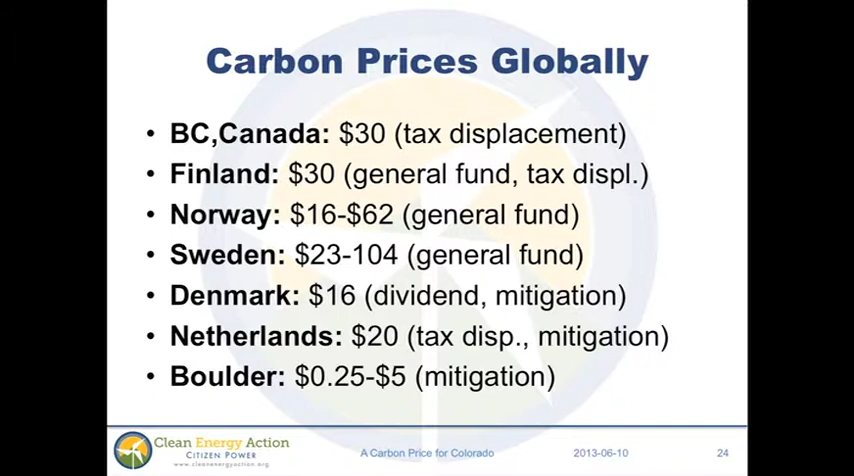 Carbon Prices Globally
• BC,Canada: $30 (tax displacement)
• Finland: $30 (general fund, tax displ.)
• Norway: $16-$62 (general fund)
• Sweden: $23-104 (general fund)
• Denmark: $16 (dividend, mitigation)
• Netherlands: $20 (tax disp., mitigation)
• Boulder: $0.25-$5 (mitigation)
Clean Energy Action
CITIZEN POWER
www.cleanenergyaction.org
A Carbon Price for Colorado
2013-06-10
24